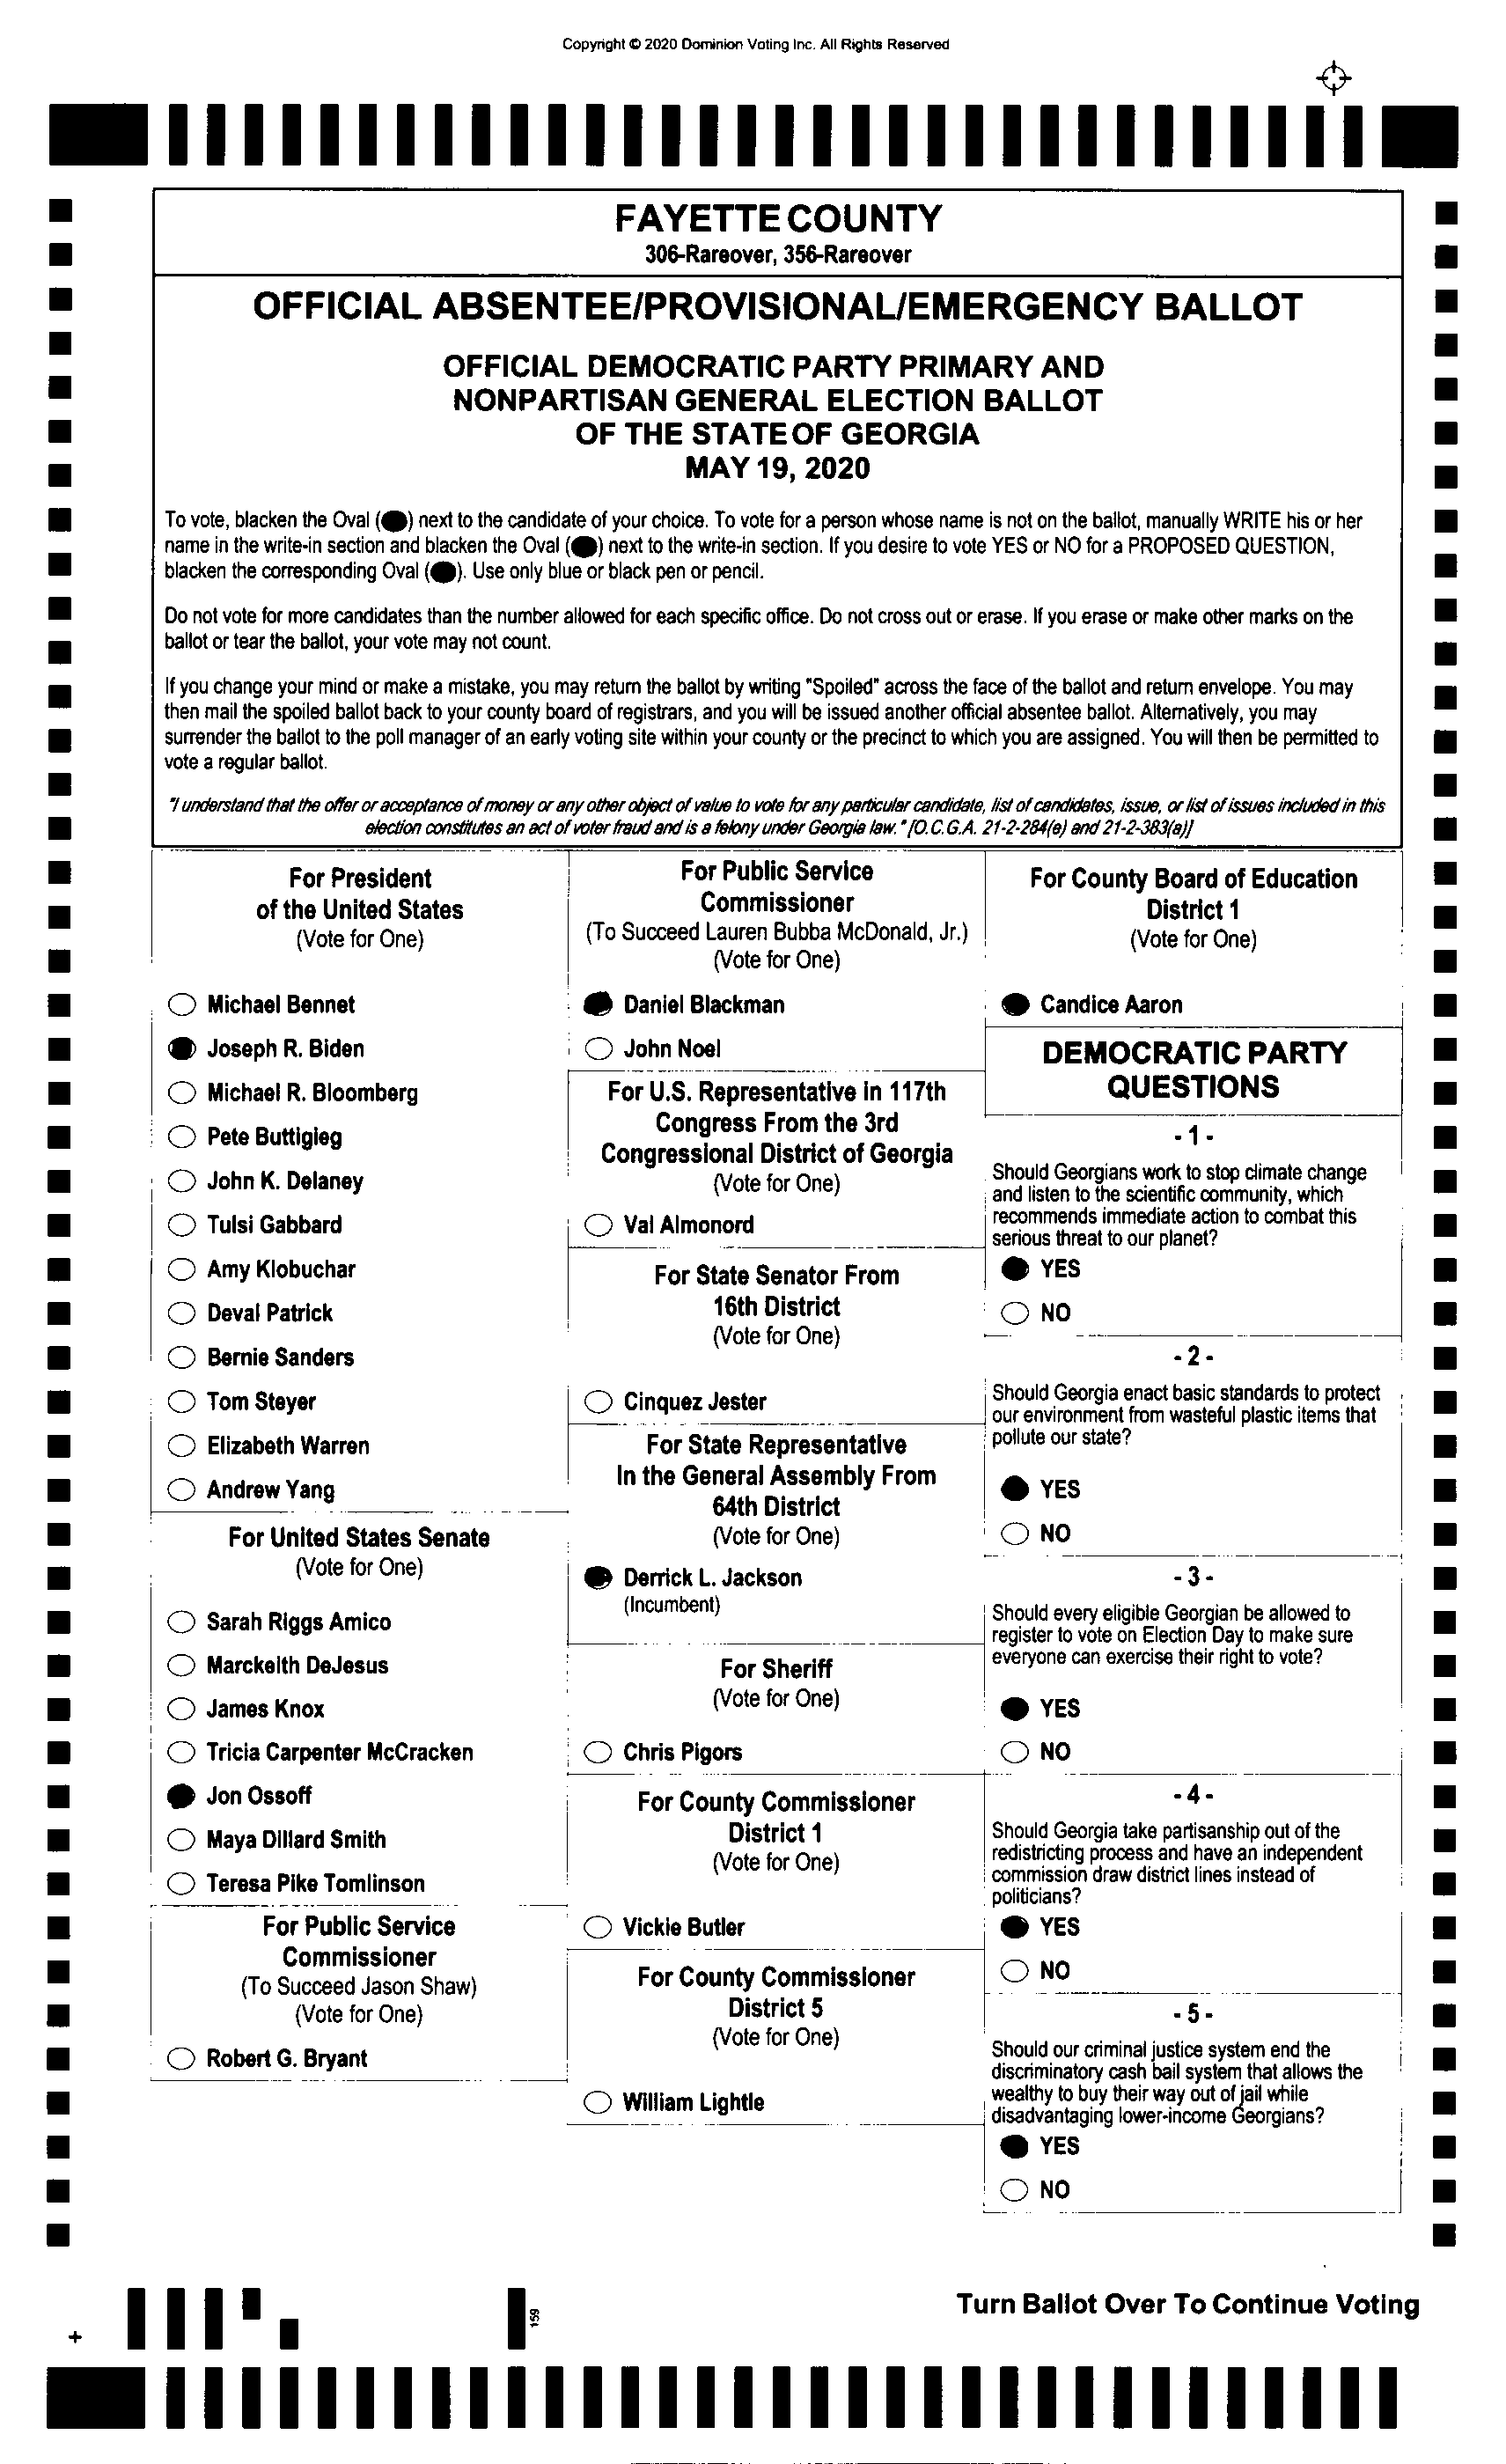 Copyright © 2020 Dominion Voting Inc. All Rights Reserved
FAYETTE COUNTY
306-Rareover, 356-Rareover
OFFICIAL ABSENTEE/PROVISIONAL/EMERGENCY BALLOT
OFFICIAL DEMOCRATIC PARTY PRIMARY AND
NONPARTISAN GENERAL ELECTION BALLOT
OF THE STATE OF GEORGIA
MAY 19, 2020
To vote, blacken the Oval ( ) next to the candidate of your choice. To vote for a person whose name is not on the ballot, manually WRITE his or her
name in the write-in section and blacken the Oval ( ) next to the write-in section. If you desire to vote YES or NO for a PROPOSED QUESTION,
blacken the corresponding Oval ( ). Use only blue or black pen or pencil.
Do not vote for more candidates than the number allowed for each specific office. Do not cross out or erase. If you erase or make other marks on the
ballot or tear the ballot, your vote may not count.
If you change your mind or make a mistake, you may return the ballot by writing "Spoiled" across the face of the ballot and return envelope. You may
then mail the spoiled ballot back to your county board of registrars, and you will be issued another official absentee ballot. Alternatively, you may
surrender the ballot to the poll manager of an early voting site within your county or the precinct to which you are assigned. You will then be permitted to
vote a regular ballot.
"I understand that the offer or acceptance of money or any other object of value to vote for any particular candidate, list of candidates, issue, or list of issues included in this
election constitutes an act of voter fraud and is a felony under Georgia law." [O.C.G.A. 21-2-284(e) and 21-2-383(a)]
For President
of the United States
(Vote for One)
Michael Bennet
Joseph R. Biden
Michael R. Bloomberg
Pete Buttigieg
John K. Delaney
Tulsi Gabbard
Amy Klobuchar
Deval Patrick
Bernie Sanders
Tom Steyer
Elizabeth Warren
Andrew Yang
For United States Senate
(Vote for One)
Sarah Riggs Amico
Marckeith DeJesus
James Knox
Tricia Carpenter McCracken
Jon Ossoff
Maya Dillard Smith
Teresa Pike Tomlinson
For Public Service
Commissioner
(To Succeed Jason Shaw)
(Vote for One)
Robert G. Bryant
For Public Service
Commissioner
(To Succeed Lauren Bubba McDonald, Jr.)
(Vote for One)
Daniel Blackman
John Noel
For U.S. Representative in 117th
Congress From the 3rd
Congressional District of Georgia
(Vote for One)
Val Almonord
For State Senator From
16th District
(Vote for One)
Cinquez Jester
For State Representative
In the General Assembly From
64th District
(Vote for One)
Derrick L. Jackson
(Incumbent)
For Sheriff
(Vote for One)
Chris Pigors
For County Commissioner
District 1
(Vote for One)
Vickie Butler
For County Commissioner
District 5
(Vote for One)
William Lightle
For County Board of Education
District 1
(Vote for One)
Candice Aaron
DEMOCRATIC PARTY
QUESTIONS
- 1 -
Should Georgians work to stop climate change
and listen to the scientific community, which
recommends immediate action to combat this
serious threat to our planet?
YES
NO
- 2 -
Should Georgia enact basic standards to protect
our environment from wasteful plastic items that
pollute our state?
YES
NO
- 3 -
Should every eligible Georgian be allowed to
register to vote on Election Day to make sure
everyone can exercise their right to vote?
YES
NO
- 4 -
Should Georgia take partisanship out of the
redistricting process and have an independent
commission draw district lines instead of
politicians?
YES
NO
- 5 -
Should our criminal justice system end the
discriminatory cash bail system that allows the
wealthy to buy their way out of jail while
disadvantaging lower-income Georgians?
YES
NO
Turn Ballot Over To Continue Voting
159